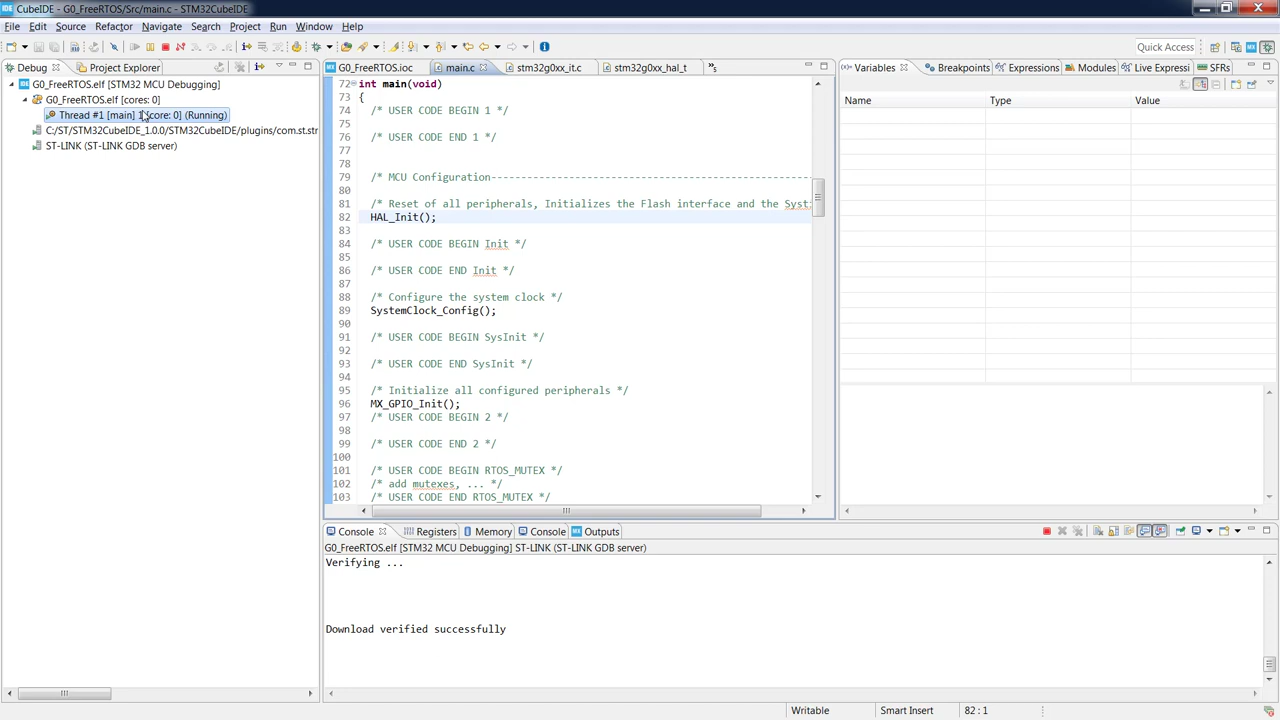 IDE CubeIDE - G0_FreeRTOS/Src/main.c - STM32CubeIDE
File Edit Source Refactor Navigate Search Project Run Window Help
Quick Access
Debug Project Explorer
G0_FreeRTOS.elf [STM32 MCU Debugging]
G0_FreeRTOS.elf [cores: 0]
Thread #1 [main] 1 [core: 0] (Running)
C:/ST/STM32CubeIDE_1.0.0/STM32CubeIDE/plugins/com.st.str
ST-LINK (ST-LINK GDB server)
G0_FreeRTOS.ioc main.c stm32g0xx_it.c stm32g0xx_hal_t »5
72 int main(void)
73 {
74 /* USER CODE BEGIN 1 */
75
76 /* USER CODE END 1 */
77
78
79 /* MCU Configuration------------------------------------------------------
80
81 /* Reset of all peripherals, Initializes the Flash interface and the Syst
82 HAL_Init();
83
84 /* USER CODE BEGIN Init */
85
86 /* USER CODE END Init */
87
88 /* Configure the system clock */
89 SystemClock_Config();
90
91 /* USER CODE BEGIN SysInit */
92
93 /* USER CODE END SysInit */
94
95 /* Initialize all configured peripherals */
96 MX_GPIO_Init();
97 /* USER CODE BEGIN 2 */
98
99 /* USER CODE END 2 */
100
101 /* USER CODE BEGIN RTOS_MUTEX */
102 /* add mutexes, ... */
103 /* USER CODE END RTOS_MUTEX */
(x)= Variables Breakpoints Expressions Modules Live Express SFRs
Name Type Value
Console Registers Memory Console MX Outputs
G0_FreeRTOS.elf [STM32 MCU Debugging] ST-LINK (ST-LINK GDB server)
Verifying ...
Download verified successfully
Writable Smart Insert 82 : 1